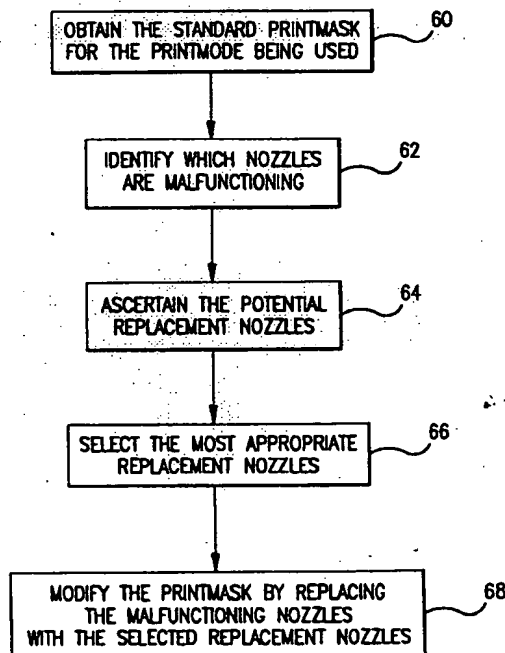 OBTAIN THE STANDARD PRINTMASK
FOR THE PRINTMODE BEING USED
60
IDENTIFY WHICH NOZZLES
ARE MALFUNCTIONING
62
ASCERTAIN THE POTENTIAL
REPLACEMENT NOZZLES
64
SELECT THE MOST APPROPRIATE
REPLACEMENT NOZZLES
66
MODIFY THE PRINTMASK BY REPLACING
THE MALFUNCTIONING NOZZLES
WITH THE SELECTED REPLACEMENT NOZZLES
68